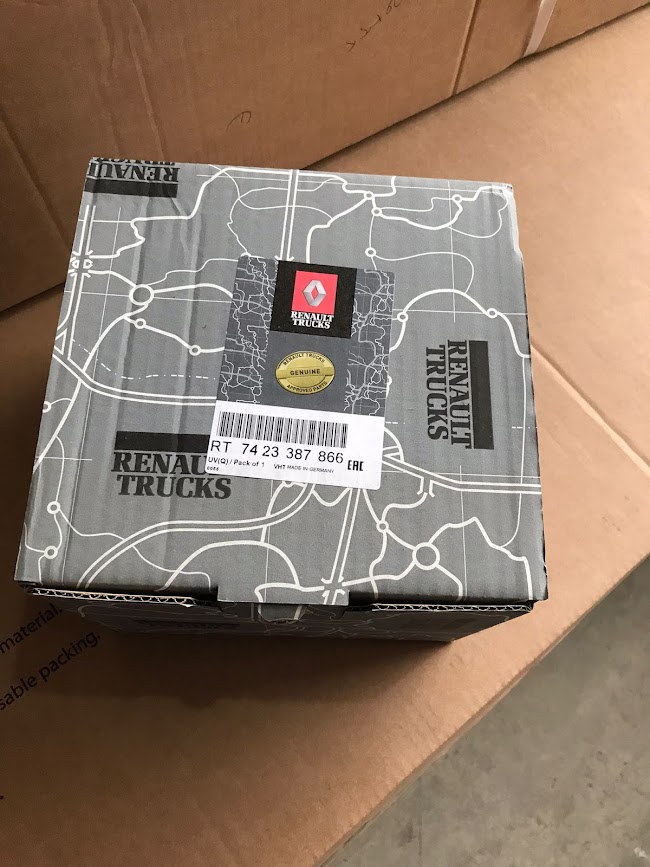 RENAULT
RENAULT
TRUCKS
RENAULT TRUCKS
GENUINE
APPROVED PARTS
RENAULT
TRUCKS
RT 74 23 387 866
UV(Q) / Pack of 1 VHT MADE IN GERMANY
EAC
RENAU
TRUCKS
material.
sable packing.